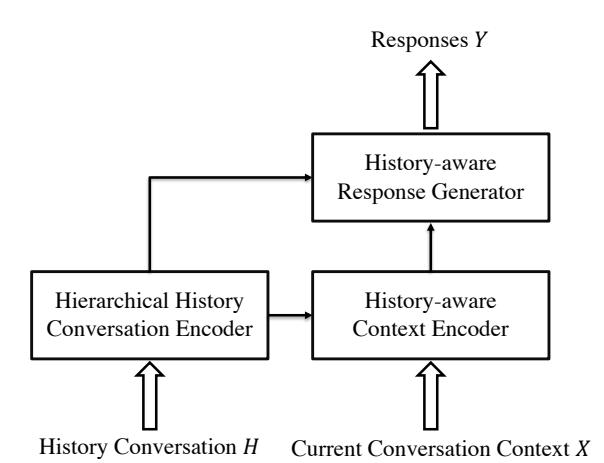 Responses Y
History-aware
Response Generator
Hierarchical History
Conversation Encoder
History-aware
Context Encoder
History Conversation H
Current Conversation Context X